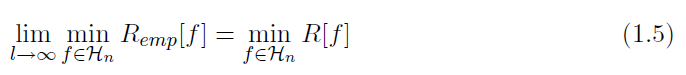 lim_{l→∞} min_{f∈ℋ_n} R_{emp}[f] = min_{f∈ℋ_n} R[f] (1.5)